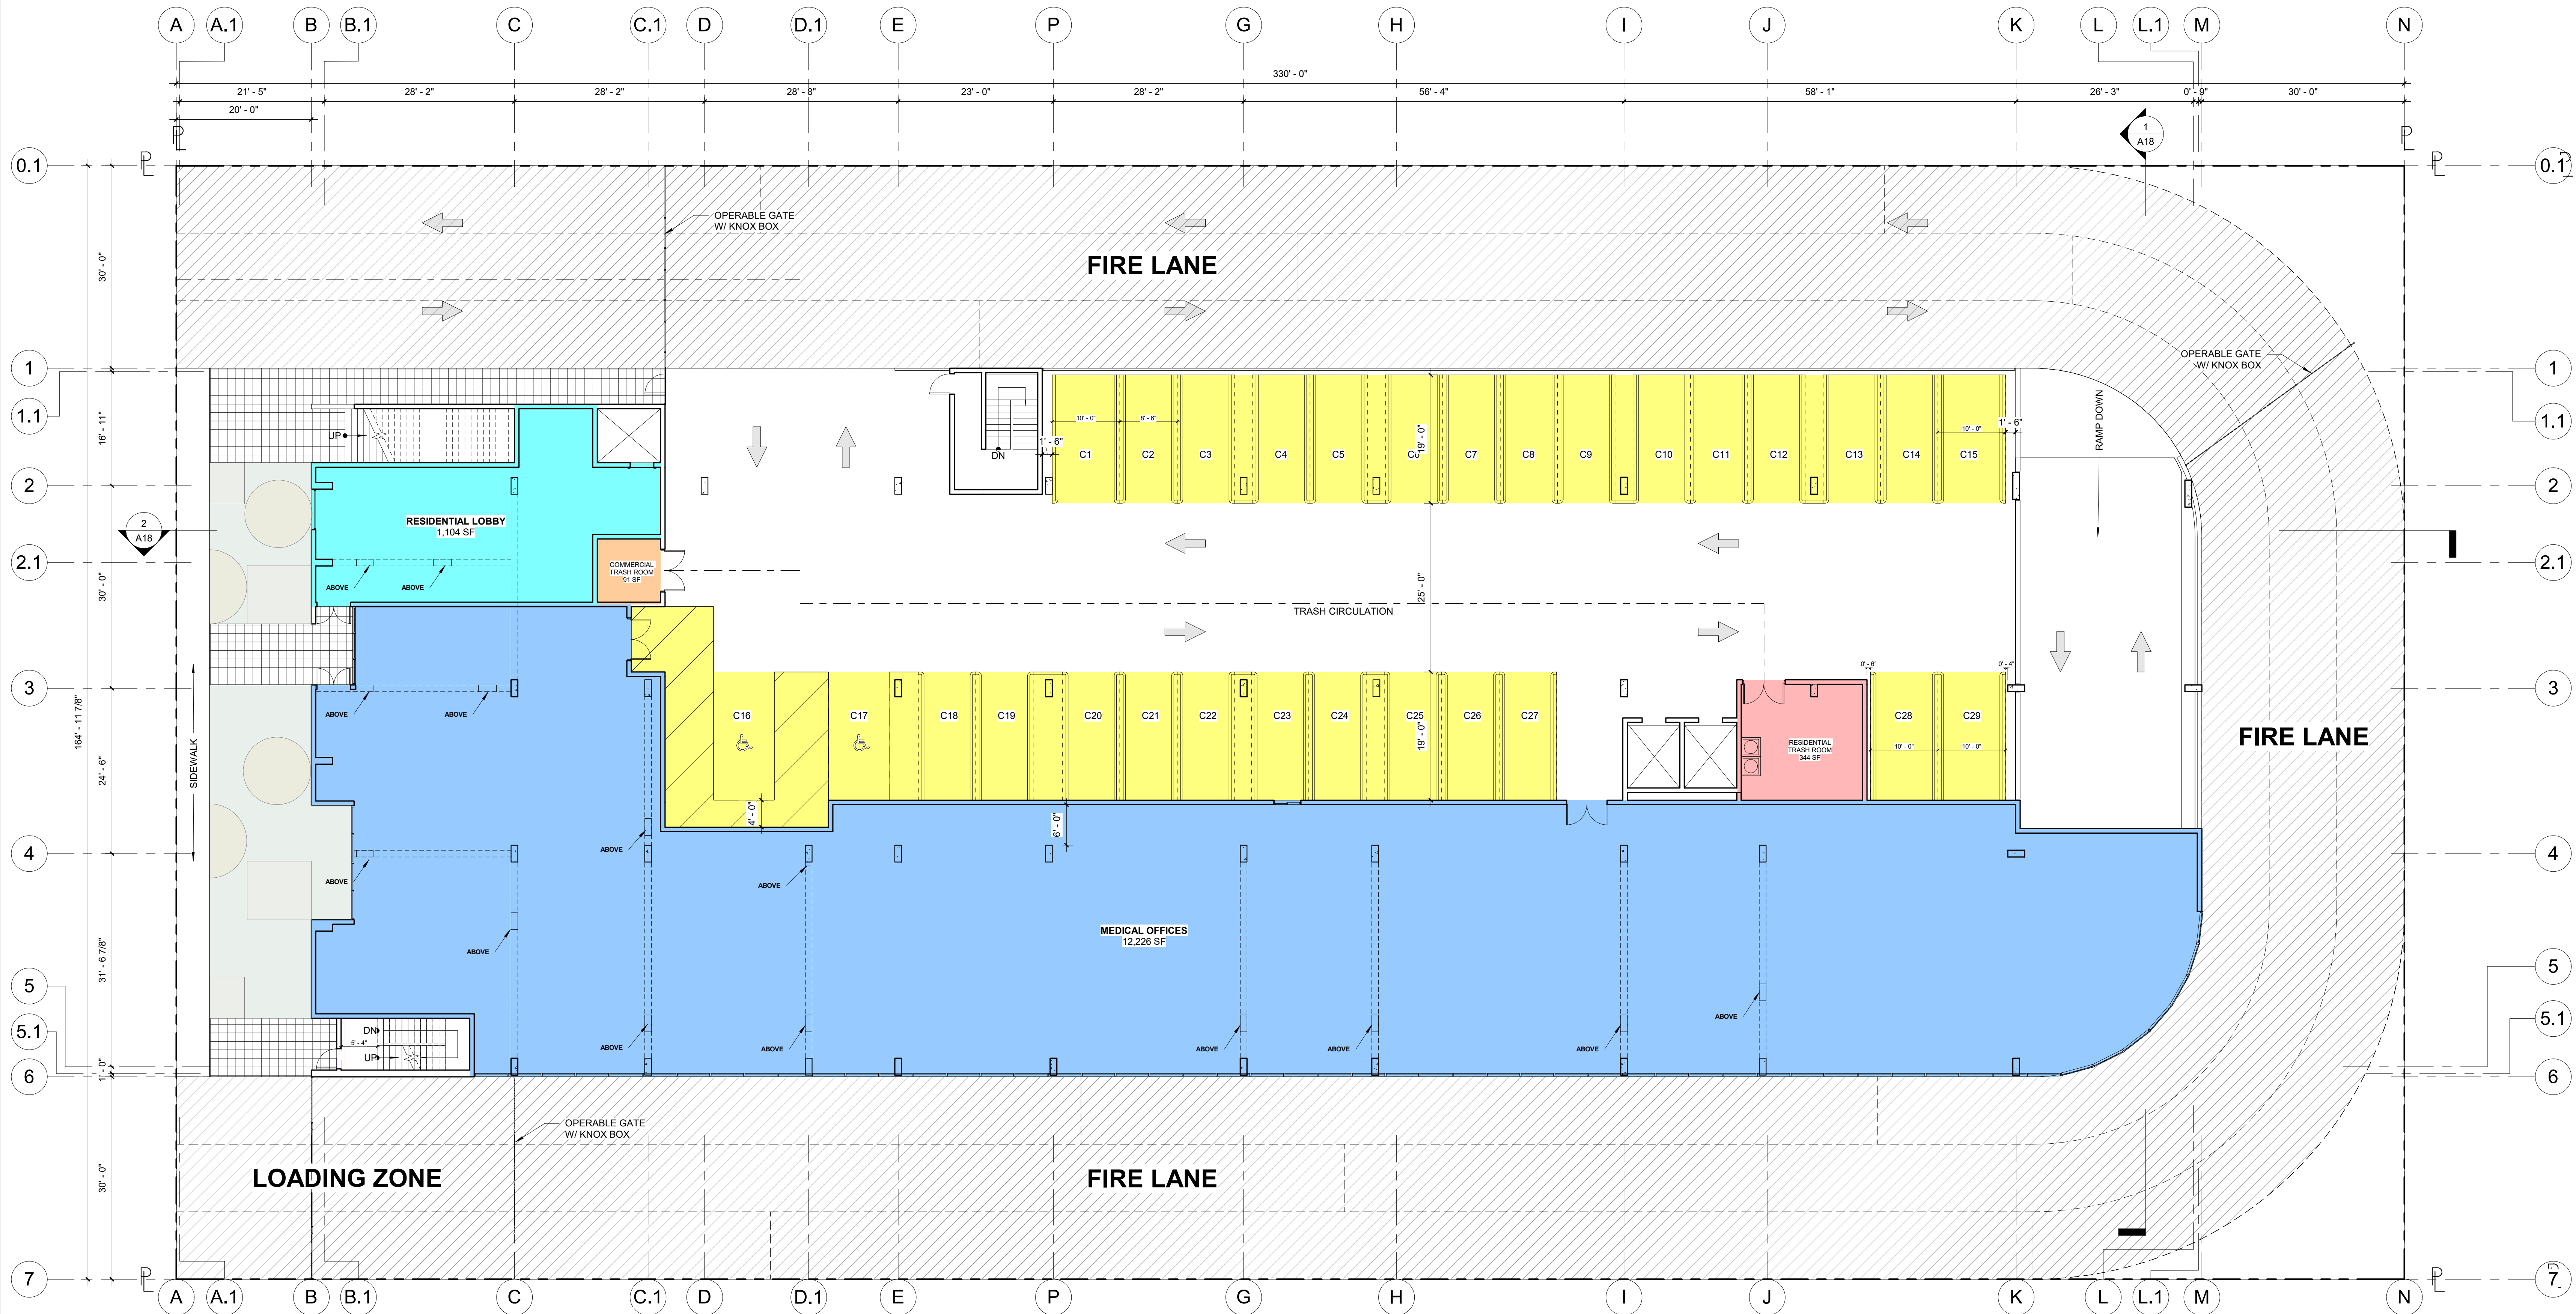 A A.1 B B.1 C C.1 D D.1 E P G H I J K L L.1 M N
330' - 0"
21' - 5" 28' - 2" 28' - 2" 28' - 8" 23' - 0" 28' - 2" 56' - 4" 58' - 1" 26' - 3" 0' - 9" 30' - 0"
20' - 0"
1
A18
0.1 0.1
OPERABLE GATE
W/ KNOX BOX
FIRE LANE
30' - 0"
OPERABLE GATE
W/ KNOX BOX
1 1
1.1 1.1
16' - 11"
10' - 0" 8' - 6" 10' - 0" 1' - 6"
UP
1' - 6"
19' - 0"
DN
C1 C2 C3 C4 C5 C6 C7 C8 C9 C10 C11 C12 C13 C14 C15
RAMP DOWN
2 2
RESIDENTIAL LOBBY
1,104 SF
2
A18
2.1 2.1
COMMERCIAL
TRASH ROOM
91 SF
ABOVE ABOVE
30' - 0"
25' - 0"
TRASH CIRCULATION
0' - 6" 0' - 4"
3 3
ABOVE ABOVE
164' - 11 7/8"
C16 C17 C18 C19 C20 C21 C22 C23 C24 C25 C26 C27 C28 C29
19' - 0"
SIDEWALK
24' - 6"
RESIDENTIAL
TRASH ROOM
344 SF
10' - 0" 10' - 0"
FIRE LANE
4' - 0"
6' - 0"
4 4
ABOVE
ABOVE ABOVE
MEDICAL OFFICES
12,226 SF
ABOVE
31' - 6 7/8"
5 5
ABOVE
5.1 5.1
DN
5' - 4"
UP
ABOVE ABOVE ABOVE ABOVE ABOVE
1' - 0"
6 6
OPERABLE GATE
W/ KNOX BOX
30' - 0"
LOADING ZONE
FIRE LANE
7 7
A A.1 B B.1 C C.1 D D.1 E P G H I J K L L.1 M N